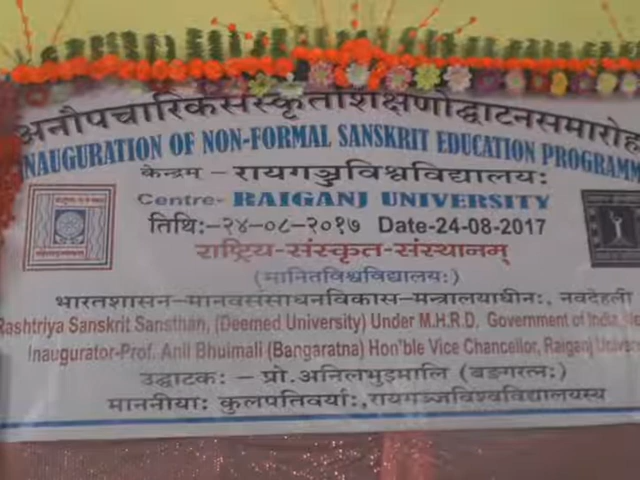 अनौपचारिकसंस्कृतशिक्षणोद्घाटनसमारोह
INAUGURATION OF NON-FORMAL SANSKRIT EDUCATION PROGRAMM
केन्द्रम् - रायगञ्जविश्वविद्यालयः
Centre- RAIGANJ UNIVERSITY
तिथिः-२४-०८-२०१७ Date-24-08-2017
राष्ट्रिय-संस्कृत-संस्थानम्
(मानितविश्वविद्यालयः)
भारतशासन-मानवसंसाधनविकास-मन्त्रालयाधीनः, नवदेहली
Rashtriya Sanskrit Sansthan, (Deemed University) Under M.H.R.D, Government of India,
Inaugurator-Prof. Anil Bhuimali (Bangaratna) Hon'ble Vice Chancellor, Raiganj Univers
उद्घाटकः - प्रो.अनिलभुइमालि (बङ्गरत्नः)
माननीयाः कुलपतिवर्याः,रायगञ्जविश्वविद्यालयस्य